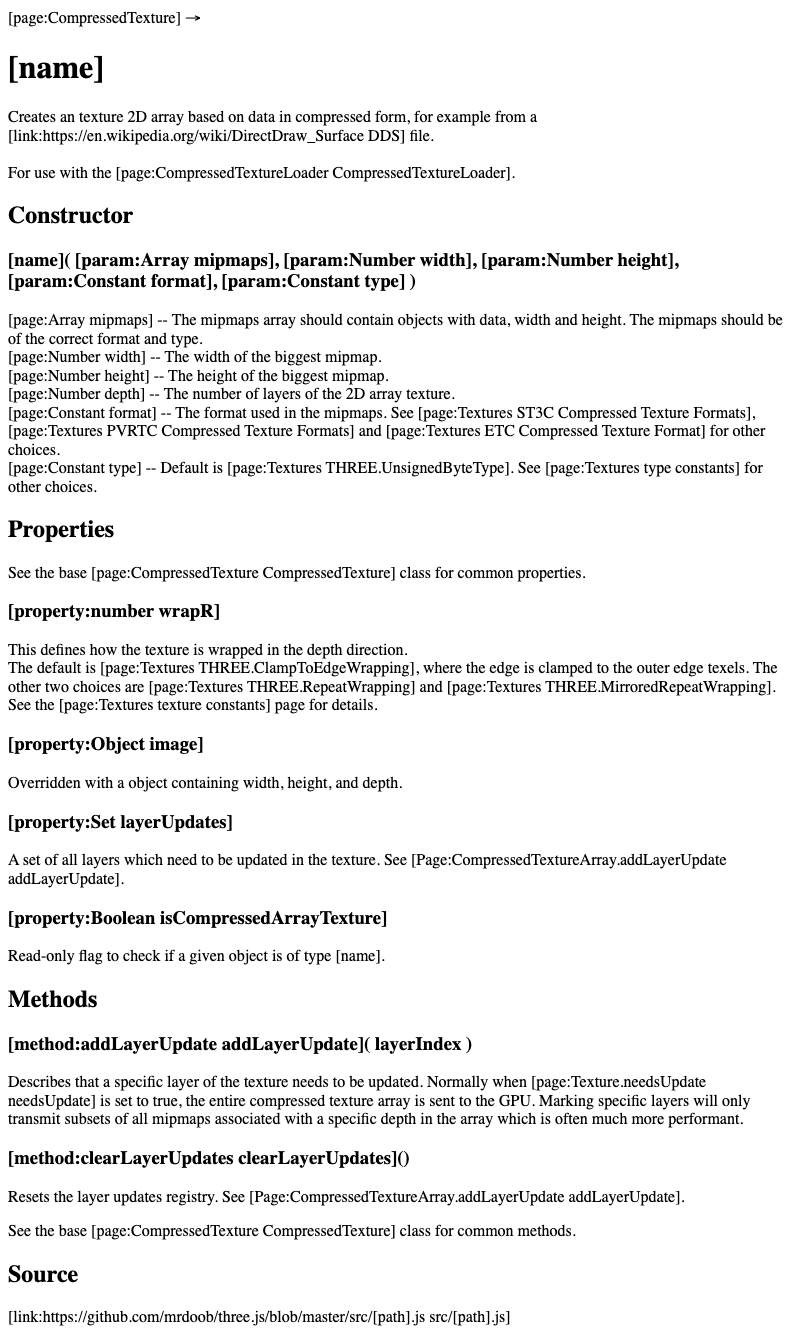 [page:CompressedTexture] →
[name]
Creates an texture 2D array based on data in compressed form, for example from a
[link:https://en.wikipedia.org/wiki/DirectDraw_Surface DDS] file.
For use with the [page:CompressedTextureLoader CompressedTextureLoader].
Constructor
[name]( [param:Array mipmaps], [param:Number width], [param:Number height],
[param:Constant format], [param:Constant type] )
[page:Array mipmaps] -- The mipmaps array should contain objects with data, width and height. The mipmaps should be
of the correct format and type.
[page:Number width] -- The width of the biggest mipmap.
[page:Number height] -- The height of the biggest mipmap.
[page:Number depth] -- The number of layers of the 2D array texture.
[page:Constant format] -- The format used in the mipmaps. See [page:Textures ST3C Compressed Texture Formats],
[page:Textures PVRTC Compressed Texture Formats] and [page:Textures ETC Compressed Texture Format] for other
choices.
[page:Constant type] -- Default is [page:Textures THREE.UnsignedByteType]. See [page:Textures type constants] for
other choices.
Properties
See the base [page:CompressedTexture CompressedTexture] class for common properties.
[property:number wrapR]
This defines how the texture is wrapped in the depth direction.
The default is [page:Textures THREE.ClampToEdgeWrapping], where the edge is clamped to the outer edge texels. The
other two choices are [page:Textures THREE.RepeatWrapping] and [page:Textures THREE.MirroredRepeatWrapping].
See the [page:Textures texture constants] page for details.
[property:Object image]
Overridden with a object containing width, height, and depth.
[property:Set layerUpdates]
A set of all layers which need to be updated in the texture. See [Page:CompressedTextureArray.addLayerUpdate
addLayerUpdate].
[property:Boolean isCompressedArrayTexture]
Read-only flag to check if a given object is of type [name].
Methods
[method:addLayerUpdate addLayerUpdate]( layerIndex )
Describes that a specific layer of the texture needs to be updated. Normally when [page:Texture.needsUpdate
needsUpdate] is set to true, the entire compressed texture array is sent to the GPU. Marking specific layers will only
transmit subsets of all mipmaps associated with a specific depth in the array which is often much more performant.
[method:clearLayerUpdates clearLayerUpdates]()
Resets the layer updates registry. See [Page:CompressedTextureArray.addLayerUpdate addLayerUpdate].
See the base [page:CompressedTexture CompressedTexture] class for common methods.
Source
[link:https://github.com/mrdoob/three.js/blob/master/src/[path].js src/[path].js]